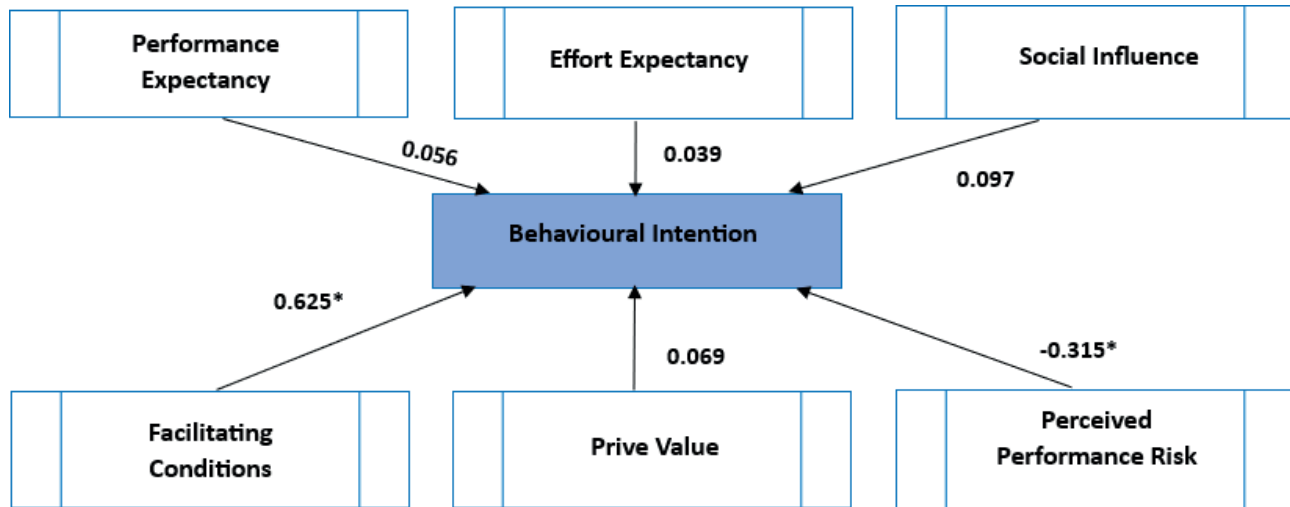 Performance
Expectancy
Effort Expectancy
Social Influence
0.056
0.039
0.097
Behavioural Intention
0.625*
0.069
-0.315*
Facilitating
Conditions
Prive Value
Perceived
Performance Risk